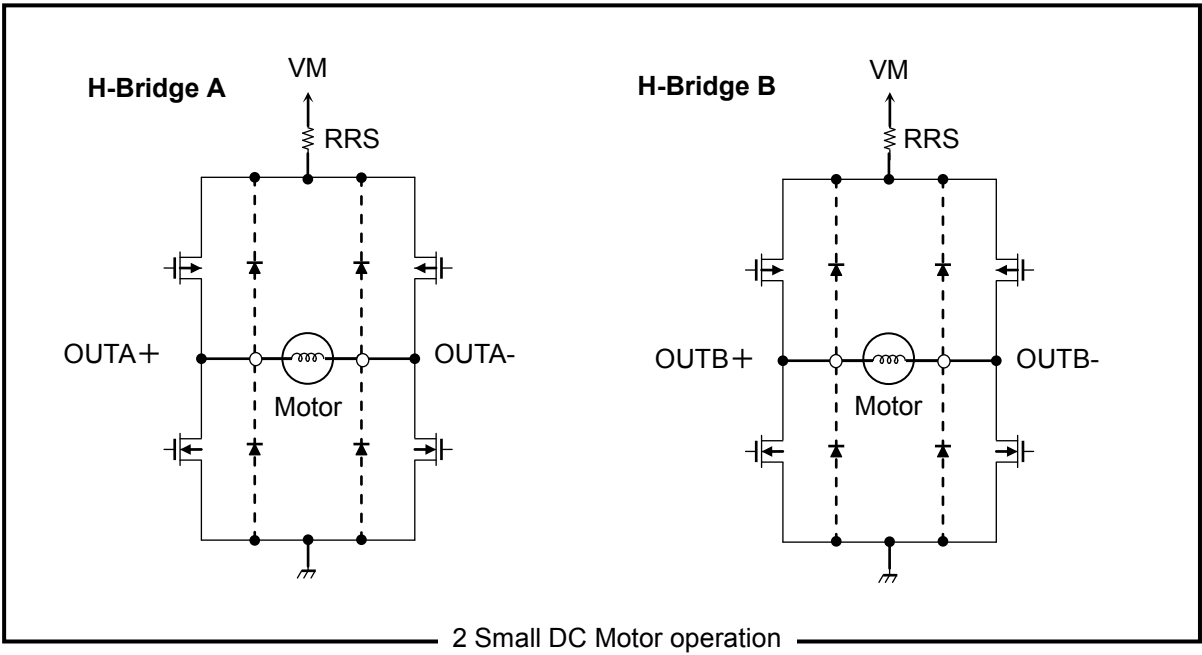 H-Bridge A
VM
RRS
OUTA+
OUTA-
Motor
H-Bridge B
VM
RRS
OUTB+
OUTB-
Motor
2 Small DC Motor operation